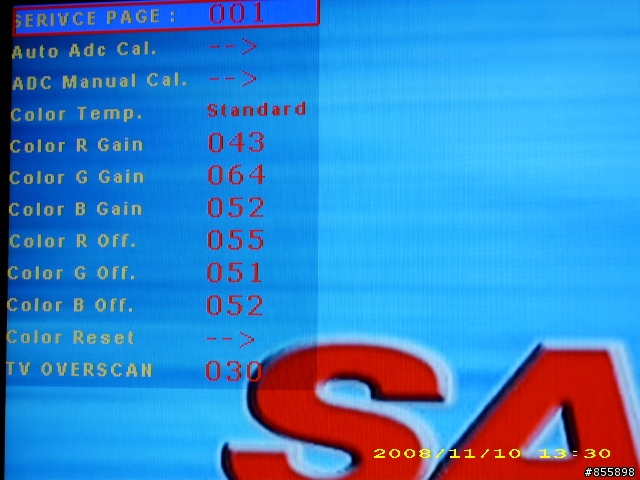 SERIVCE PAGE : 001
Auto Adc Cal. -->
ADC Manual Cal. -->
Color Temp. Standard
Color R Gain 043
Color G Gain 064
Color B Gain 052
Color R Off. 055
Color G Off. 051
Color B Off. 052
Color Reset -->
TV OVERSCAN 030
SA
2008/11/10 13:30
#855898